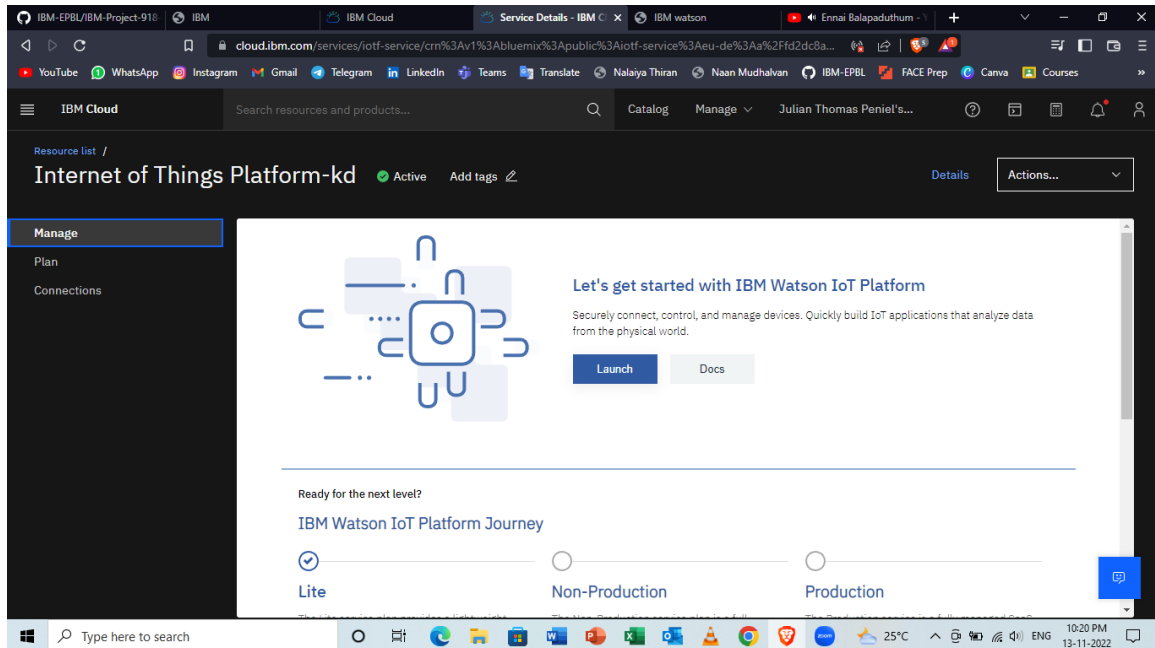 IBM-EPBL/IBM-Project-918
IBM
IBM Cloud
Service Details - IBM Cl
IBM watson
Ennai Balapaduthum - Y
cloud.ibm.com/services/iotf-service/crn%3Av1%3Abluemix%3Apublic%3Aiotf-service%3Aeu-de%3Aa%2Ffd2dc8a...
YouTube
WhatsApp
Instagram
Gmail
Telegram
LinkedIn
Teams
Translate
Nalaiya Thiran
Naan Mudhalvan
IBM-EPBL
FACE Prep
Canva
Courses
»
IBM Cloud
Search resources and products...
Catalog
Manage
Julian Thomas Peniel's...
Resource list /
Internet of Things Platform-kd
Active
Add tags
Details
Actions...
Manage
Plan
Connections
Let's get started with IBM Watson IoT Platform
Securely connect, control, and manage devices. Quickly build IoT applications that analyze data
from the physical world.
Launch
Docs
Ready for the next level?
IBM Watson IoT Platform Journey
Lite
Non-Production
Production
Type here to search
25°C
ENG
10:20 PM
13-11-2022